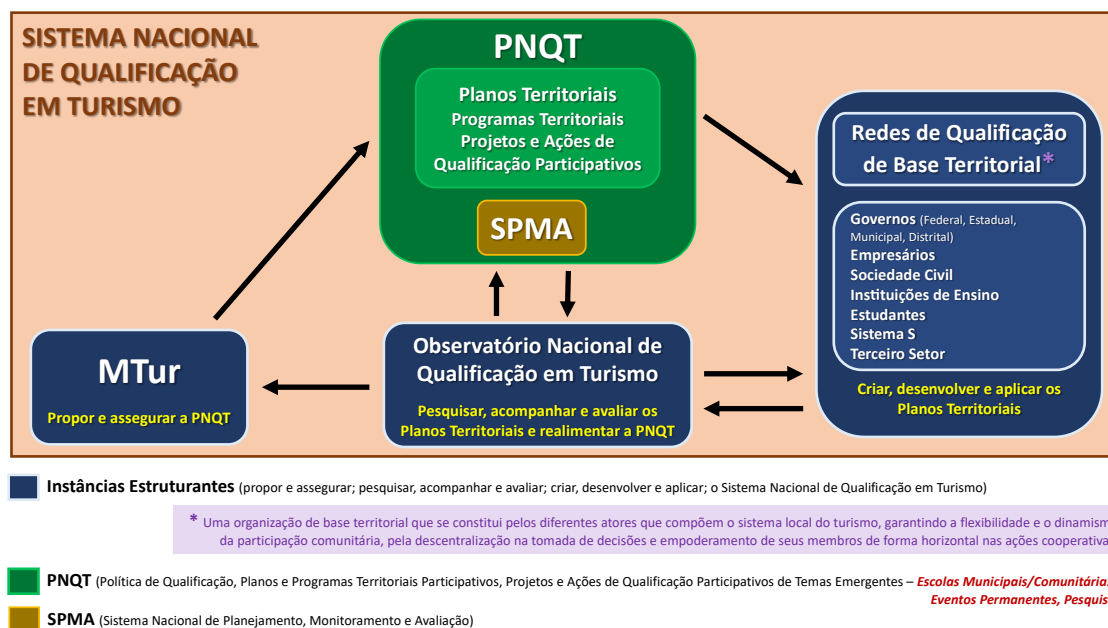 SISTEMA NACIONAL
DE QUALIFICAÇÃO
EM TURISMO
PNQT
Planos Territoriais
Programas Territoriais
Projetos e Ações de
Qualificação Participativos
SPMA
Redes de Qualificação
de Base Territorial*
Governos (Federal, Estadual,
Municipal, Distrital)
Empresários
Sociedade Civil
Instituições de Ensino
Estudantes
Sistema S
Terceiro Setor
Criar, desenvolver e aplicar os
Planos Territoriais
MTur
Propor e assegurar a PNQT
Observatório Nacional de
Qualificação em Turismo
Pesquisar, acompanhar e avaliar os
Planos Territoriais e realimentar a PNQT
Instâncias Estruturantes (propor e assegurar; pesquisar, acompanhar e avaliar; criar, desenvolver e aplicar; o Sistema Nacional de Qualificação em Turismo)
* Uma organização de base territorial que se constitui pelos diferentes atores que compõem o sistema local do turismo, garantindo a flexibilidade e o dinamism
da participação comunitária, pela descentralização na tomada de decisões e empoderamento de seus membros de forma horizontal nas ações cooperativa
PNQT (Política de Qualificação, Planos e Programas Territoriais Participativos, Projetos e Ações de Qualificação Participativos de Temas Emergentes – Escolas Municipais/Comunitária
Eventos Permanentes, Pesquis
SPMA (Sistema Nacional de Planejamento, Monitoramento e Avaliação)